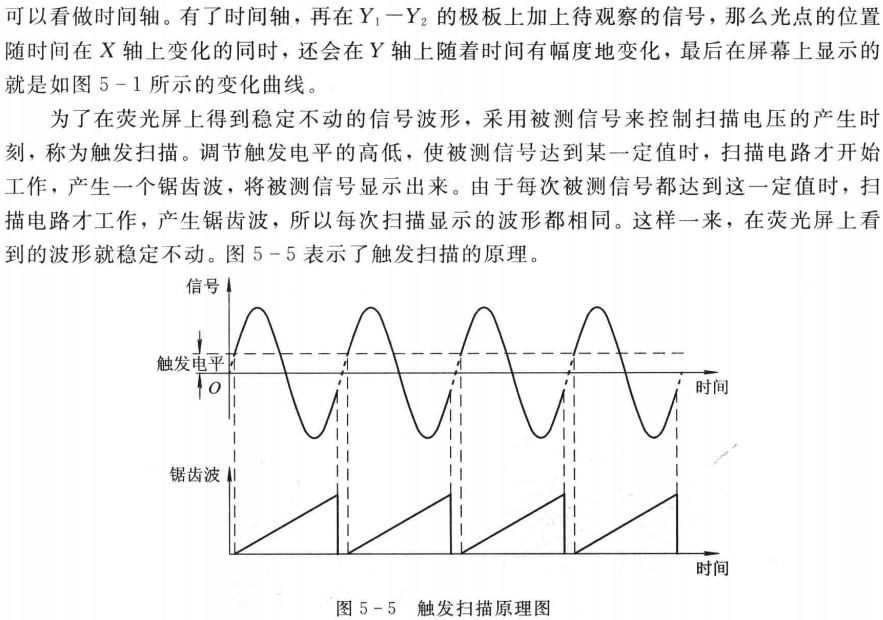 可以看做时间轴。有了时间轴，再在 Y₁－Y₂ 的极板上加上待观察的信号，那么光点的位置
随时间在 X 轴上变化的同时，还会在 Y 轴上随着时间有幅度地变化，最后在屏幕上显示的
就是如图 5－1 所示的变化曲线。
为了在荧光屏上得到稳定不动的信号波形，采用被测信号来控制扫描电压的产生时
刻，称为触发扫描。调节触发电平的高低，使被测信号达到某一定值时，扫描电路才开始
工作，产生一个锯齿波，将被测信号显示出来。由于每次被测信号都达到这一定值时，扫
描电路才工作，产生锯齿波，所以每次扫描显示的波形都相同。这样一来，在荧光屏上看
到的波形就稳定不动。图 5－5 表示了触发扫描的原理。
信号
触发电平
O
时间
锯齿波
时间
图 5－5 触发扫描原理图